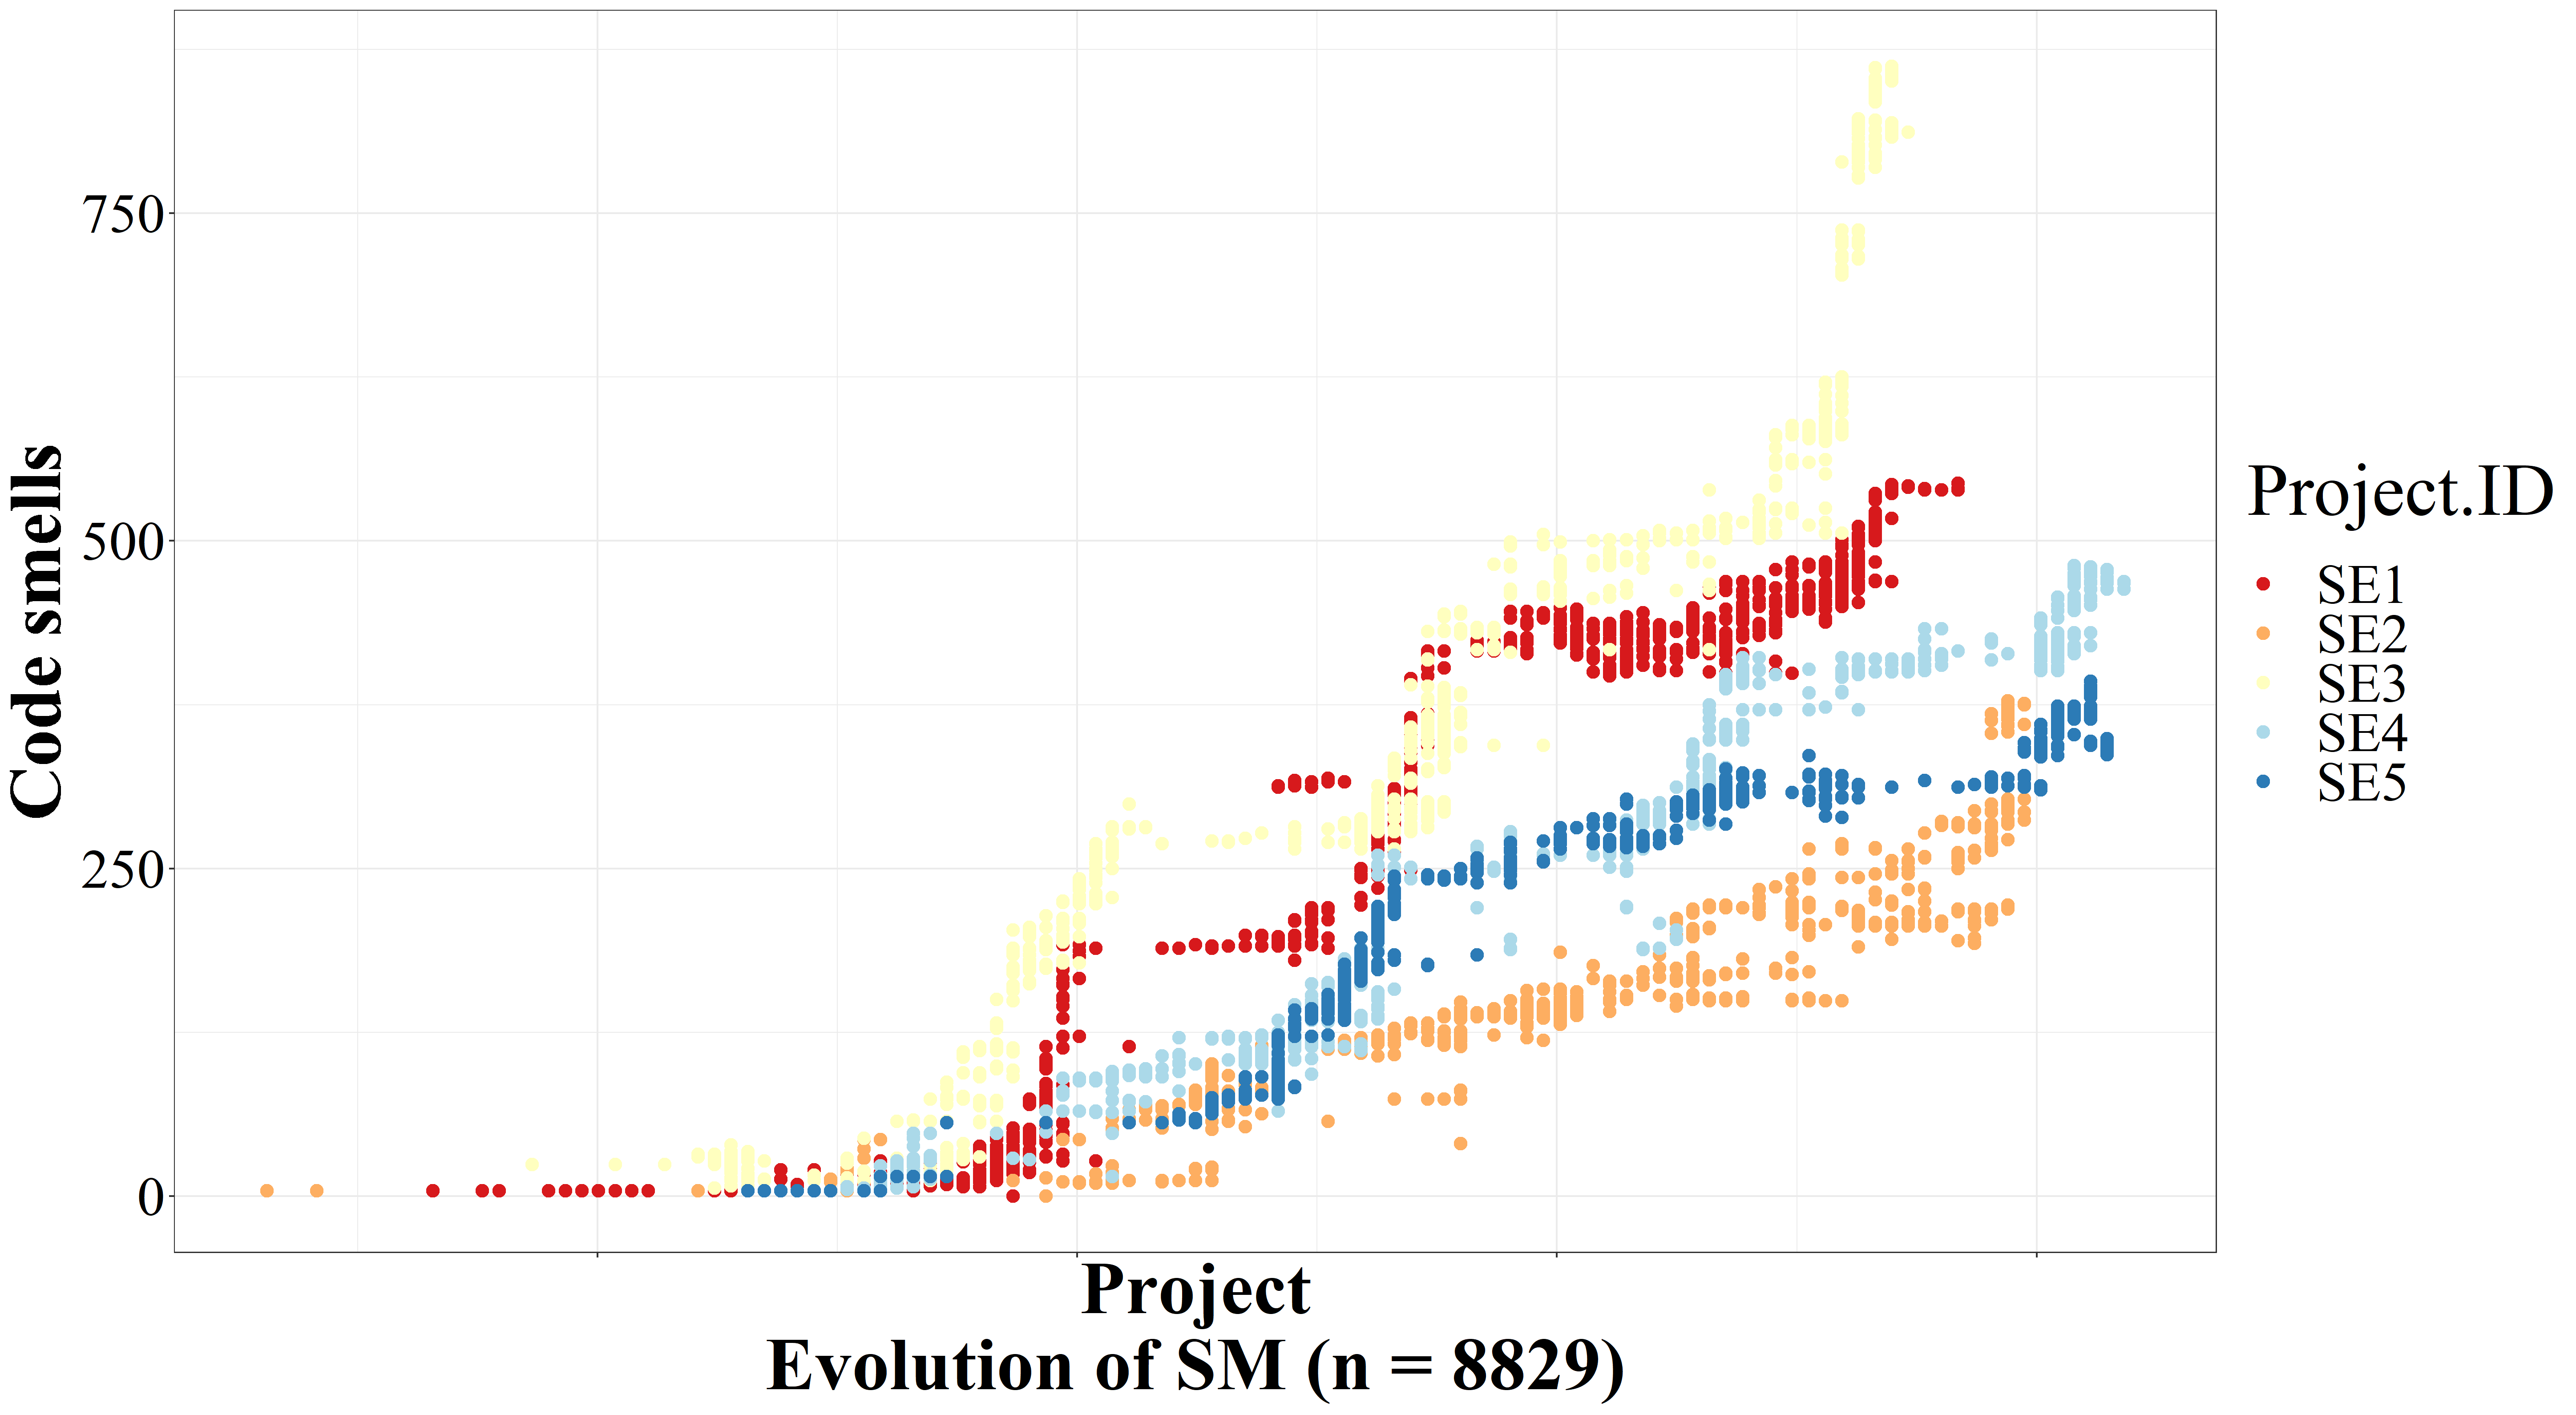 Code smells
750
500
250
0
Project
Evolution of SM (n = 8829)
Project.ID
SE1
SE2
SE3
SE4
SE5